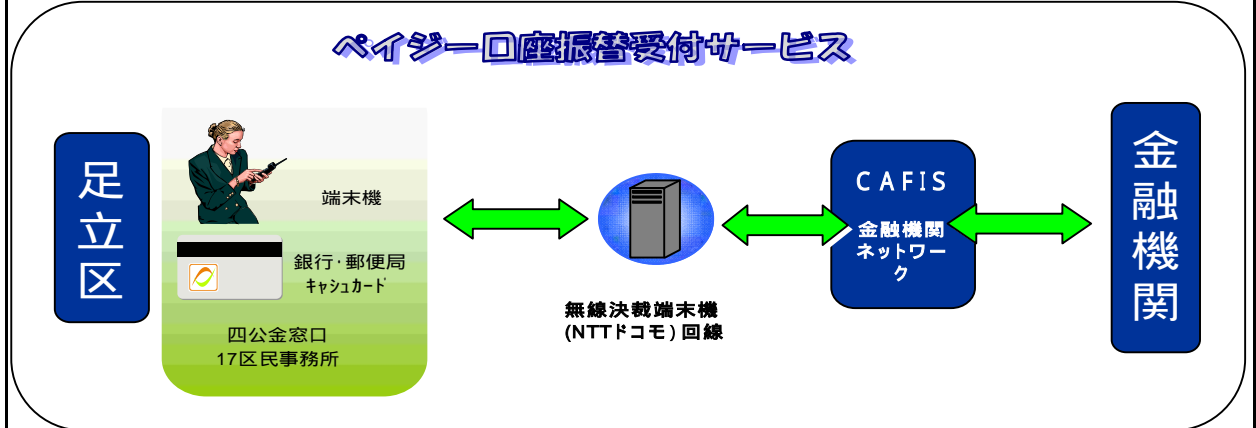 ペイジー口座振替受付サービス
足立区
端末機
銀行・郵便局
ｷｬｼｭｶｰﾄﾞ
四公金窓口
17区民事務所
無線決裁端末機
(NTTドコモ)回線
CAFIS
金融機関
ネットワー
ク
金融機関